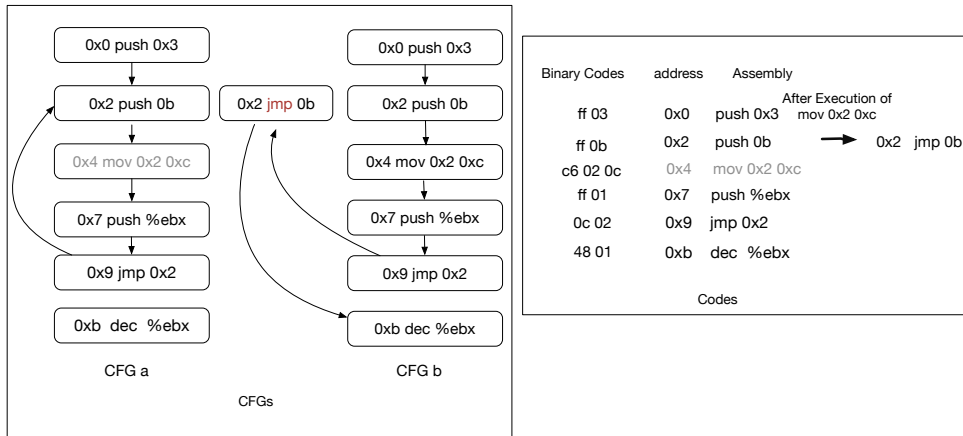 0x0 push 0x3
0x2 push 0b
0x4 mov 0x2 0xc
0x7 push %ebx
0x9 jmp 0x2
0xb dec %ebx
CFG a
0x2 jmp 0b
0x0 push 0x3
0x2 push 0b
0x4 mov 0x2 0xc
0x7 push %ebx
0x9 jmp 0x2
0xb dec %ebx
CFG b
CFGs
Binary Codes address Assembly
After Execution of
mov 0x2 0xc
ff 03 0x0 push 0x3
ff 0b 0x2 push 0b 0x2 jmp 0b
c6 02 0c 0x4 mov 0x2 0xc
ff 01 0x7 push %ebx
0c 02 0x9 jmp 0x2
48 01 0xb dec %ebx
Codes